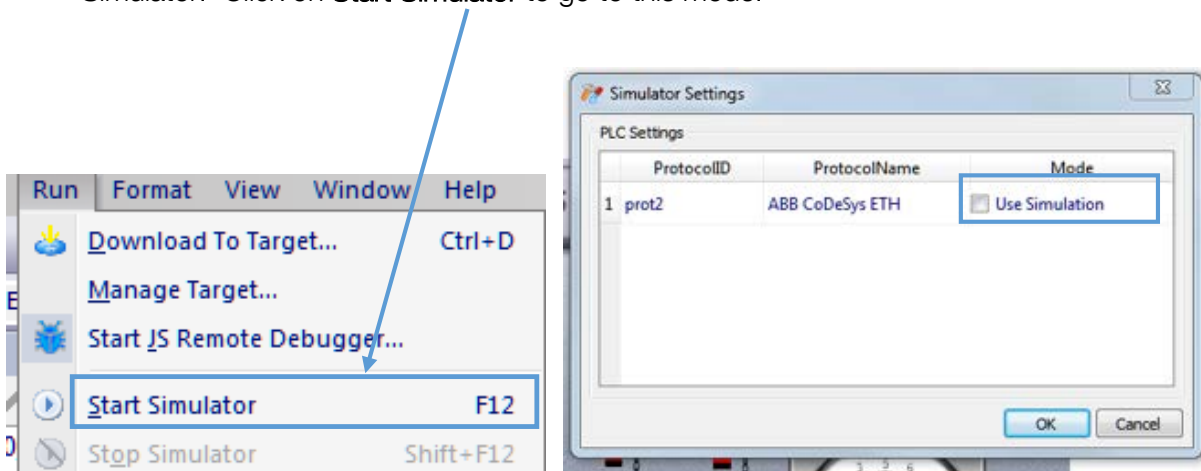 Simulator. Click on Start Simulator to go to this mode.
Run Format View Window Help
Download To Target... Ctrl+D
Manage Target...
Start JS Remote Debugger...
Start Simulator F12
Stop Simulator Shift+F12
Simulator Settings
PLC Settings
ProtocolID ProtocolName Mode
1 prot2 ABB CoDeSys ETH Use Simulation
OK Cancel